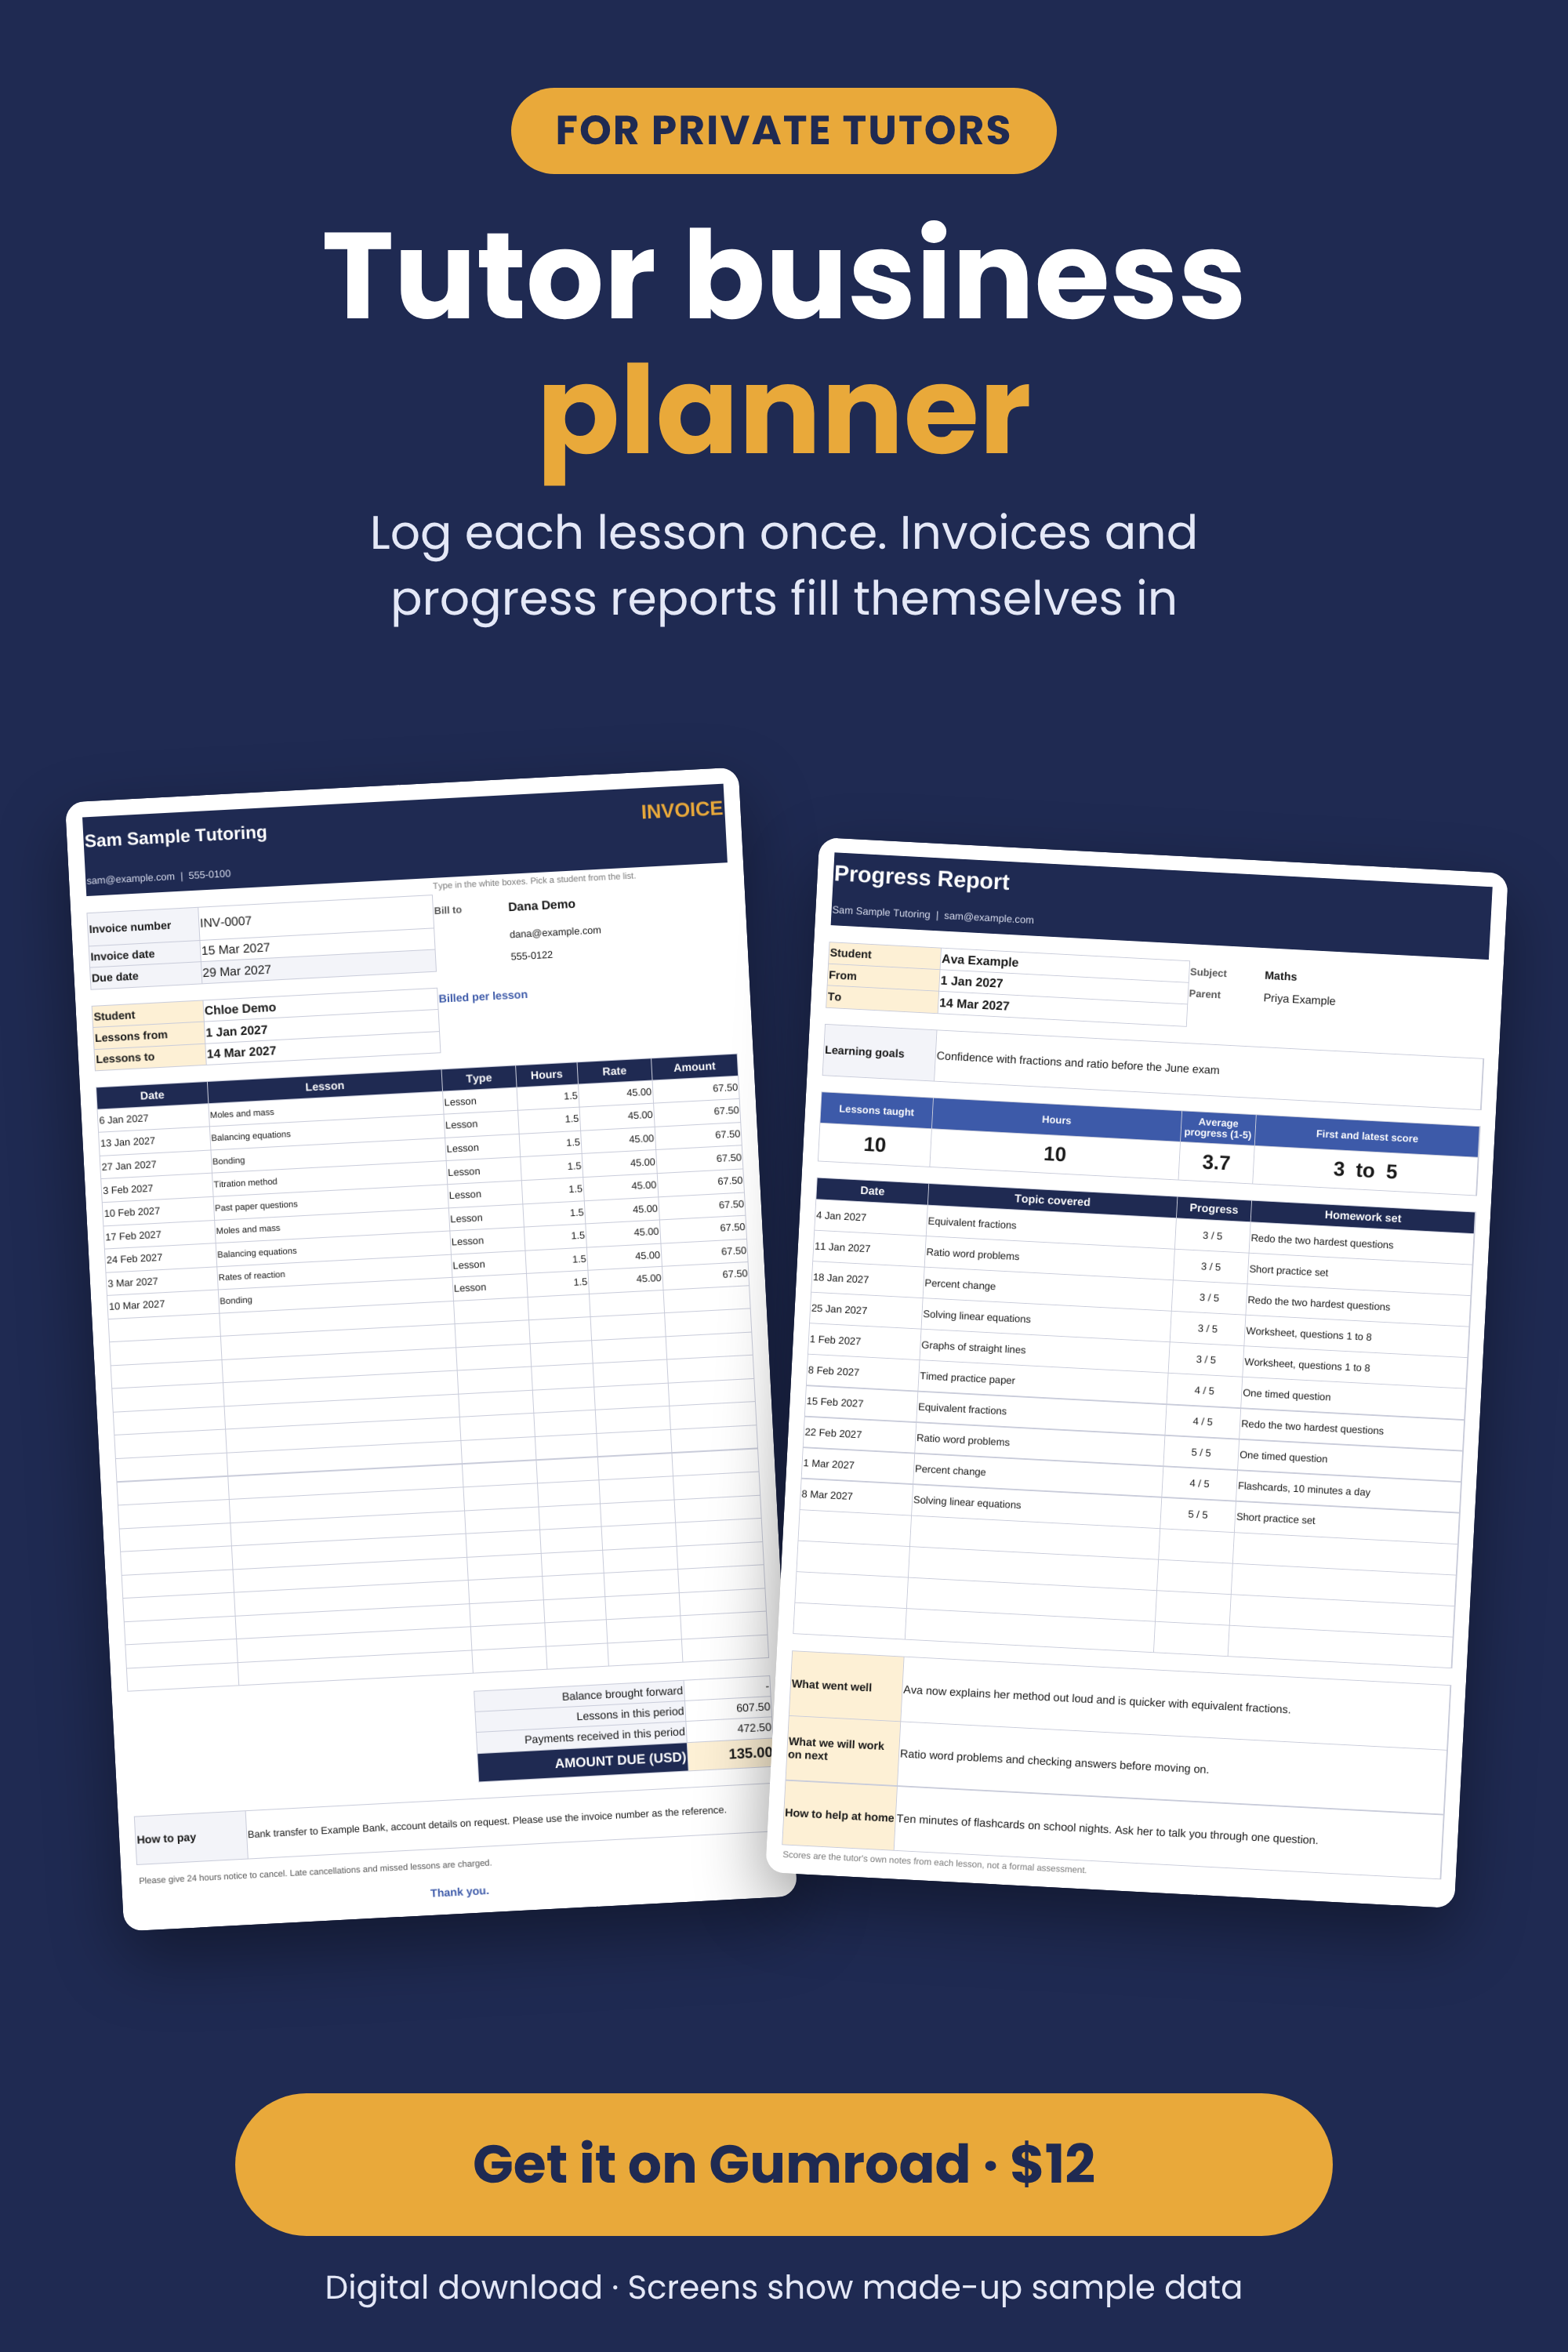 FOR PRIVATE TUTORS
Tutor business
planner
Log each lesson once. Invoices and
progress reports fill themselves in
INVOICE
Sam Sample Tutoring
sam@example.com | 555-0100
Type in the white boxes. Pick a student from the list.
Invoice number INV-0007
Bill to Dana Demo
Invoice date 15 Mar 2027
dana@example.com
Due date 29 Mar 2027
555-0122
Student Chloe Demo
Billed per lesson
Lessons from 1 Jan 2027
Lessons to 14 Mar 2027
Date Lesson Type Hours Rate Amount
6 Jan 2027 Moles and mass Lesson 1.5 45.00 67.50
13 Jan 2027 Balancing equations Lesson 1.5 45.00 67.50
27 Jan 2027 Bonding Lesson 1.5 45.00 67.50
3 Feb 2027 Titration method Lesson 1.5 45.00 67.50
10 Feb 2027 Past paper questions Lesson 1.5 45.00 67.50
17 Feb 2027 Moles and mass Lesson 1.5 45.00 67.50
24 Feb 2027 Balancing equations Lesson 1.5 45.00 67.50
3 Mar 2027 Rates of reaction Lesson 1.5 45.00 67.50
10 Mar 2027 Bonding Lesson 1.5 45.00 67.50
Balance brought forward -
Lessons in this period 607.50
Payments received in this period 472.50
AMOUNT DUE (USD) 135.00
How to pay Bank transfer to Example Bank, account details on request. Please use the invoice number as the reference.
Please give 24 hours notice to cancel. Late cancellations and missed lessons are charged.
Thank you.
Progress Report
Sam Sample Tutoring | sam@example.com
Student Ava Example Subject Maths
From 1 Jan 2027 Parent Priya Example
To 14 Mar 2027
Learning goals Confidence with fractions and ratio before the June exam
Lessons taught Hours Average progress (1-5) First and latest score
10 10 3.7 3 to 5
Date Topic covered Progress Homework set
4 Jan 2027 Equivalent fractions 3 / 5 Redo the two hardest questions
11 Jan 2027 Ratio word problems 3 / 5 Short practice set
18 Jan 2027 Percent change 3 / 5 Redo the two hardest questions
25 Jan 2027 Solving linear equations 3 / 5 Worksheet, questions 1 to 8
1 Feb 2027 Graphs of straight lines 3 / 5 Worksheet, questions 1 to 8
8 Feb 2027 Timed practice paper 4 / 5 One timed question
15 Feb 2027 Equivalent fractions 4 / 5 Redo the two hardest questions
22 Feb 2027 Ratio word problems 5 / 5 One timed question
1 Mar 2027 Percent change 4 / 5 Flashcards, 10 minutes a day
8 Mar 2027 Solving linear equations 5 / 5 Short practice set
What went well Ava now explains her method out loud and is quicker with equivalent fractions.
What we will work on next Ratio word problems and checking answers before moving on.
How to help at home Ten minutes of flashcards on school nights. Ask her to talk you through one question.
Scores are the tutor's own notes from each lesson, not a formal assessment.
Get it on Gumroad · $12
Digital download · Screens show made-up sample data